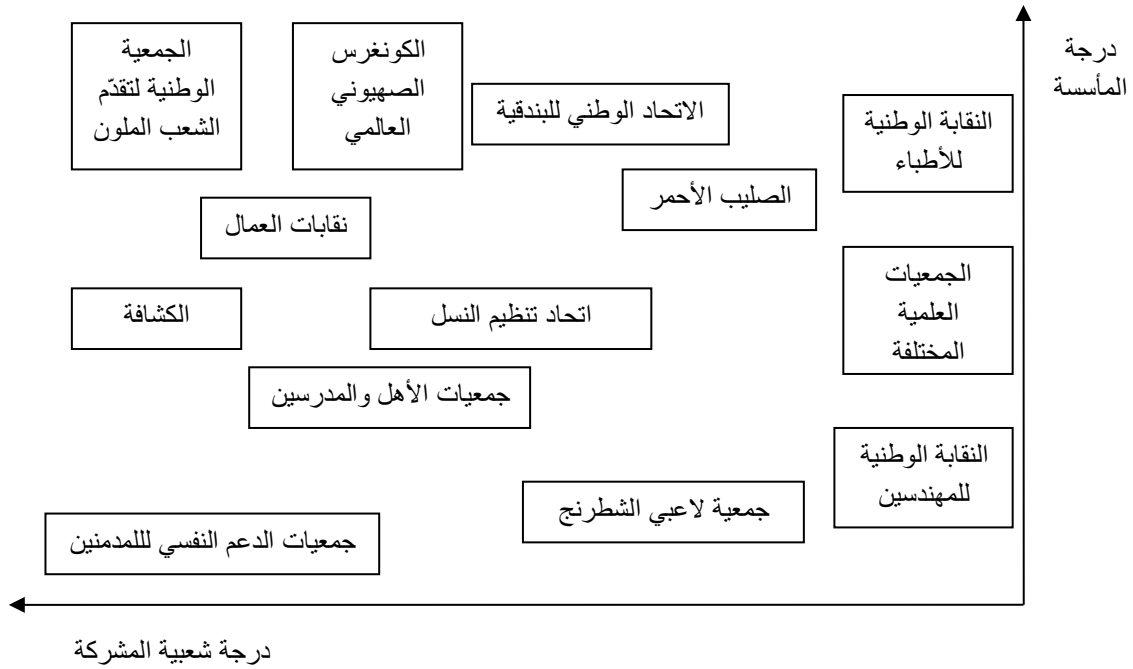 درجة
المأسسة
النقابة الوطنية
للأطباء
الاتحاد الوطني للبندقية
الكونغرس
الصهيوني
العالمي
الجمعية
الوطنية لتقدّم
الشعب الملون
الصليب الأحمر
نقابات العمال
الجمعيات
العلمية
المختلفة
اتحاد تنظيم النسل
الكشافة
جمعيات الأهل والمدرسين
النقابة الوطنية
للمهندسين
جمعية لاعبي الشطرنج
جمعيات الدعم النفسي لللمدمنين
درجة شعبية المشركة